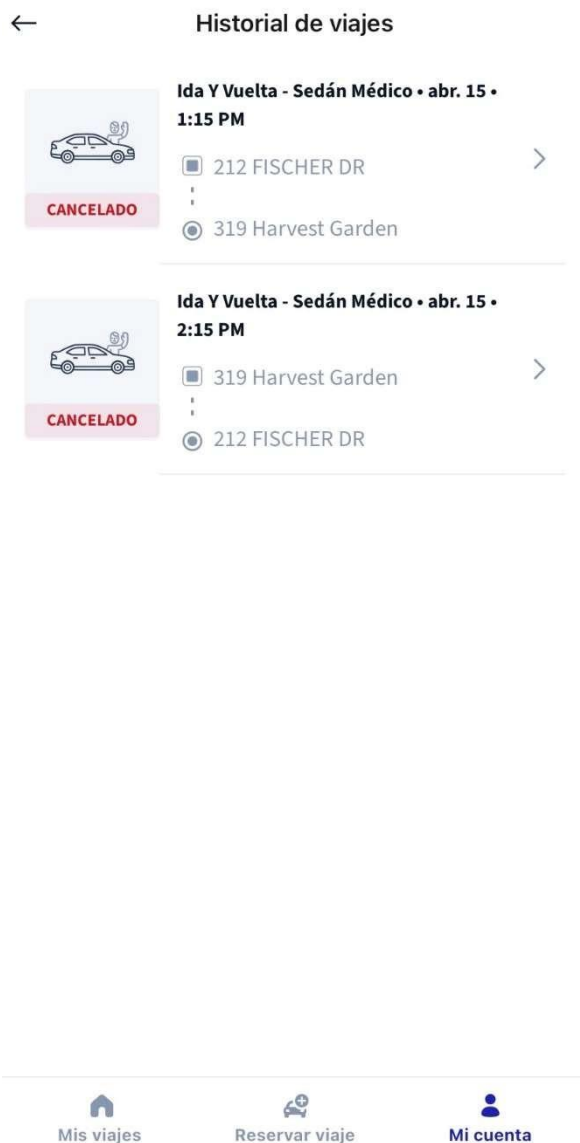 Historial de viajes
Ida Y Vuelta - Sedán Médico • abr. 15 •
1:15 PM
212 FISCHER DR
CANCELADO
319 Harvest Garden
Ida Y Vuelta - Sedán Médico • abr. 15 •
2:15 PM
319 Harvest Garden
CANCELADO
212 FISCHER DR
Mis viajes
Reservar viaje
Mi cuenta